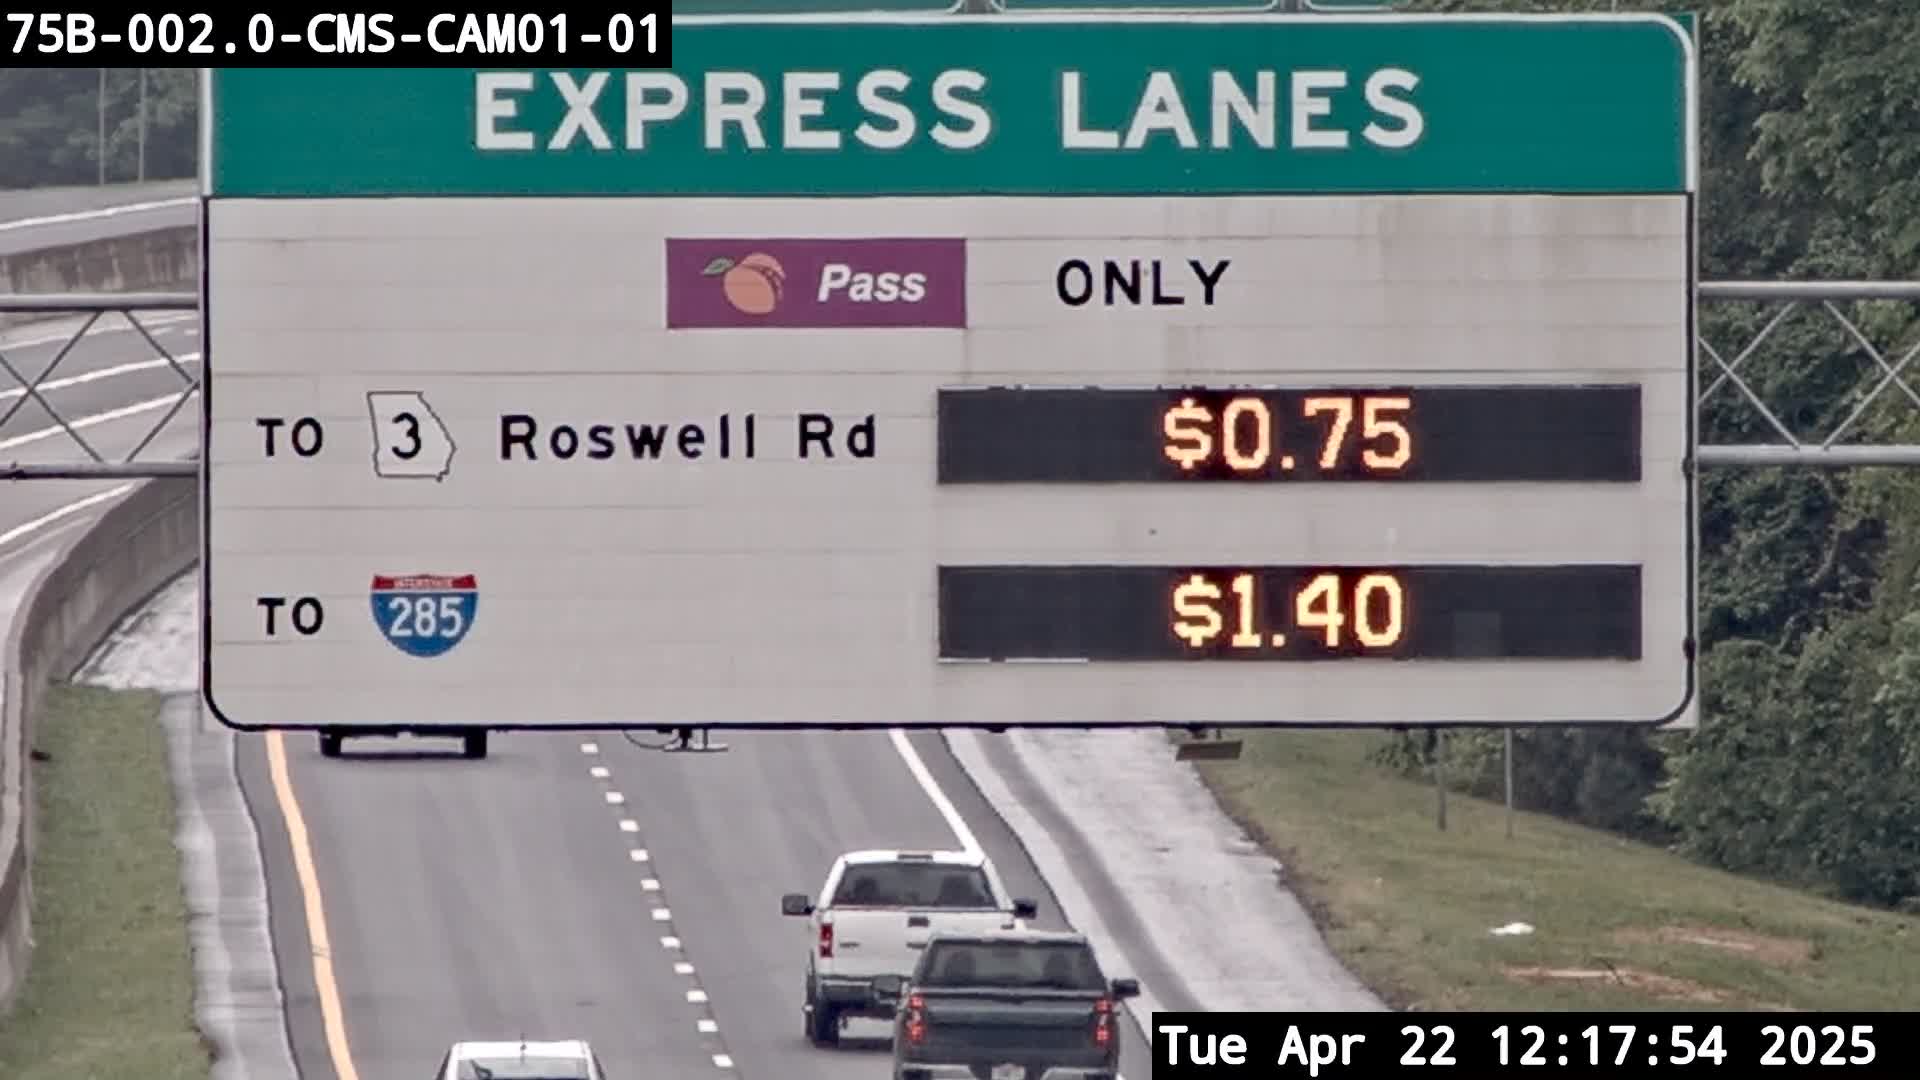 75B-002.0-CMS-CAM01-01
EXPRESS LANES
Pass ONLY
TO 3 Roswell Rd $0.75
INTERSTATE
TO 285 $1.40
Tue Apr 22 12:17:54 2025